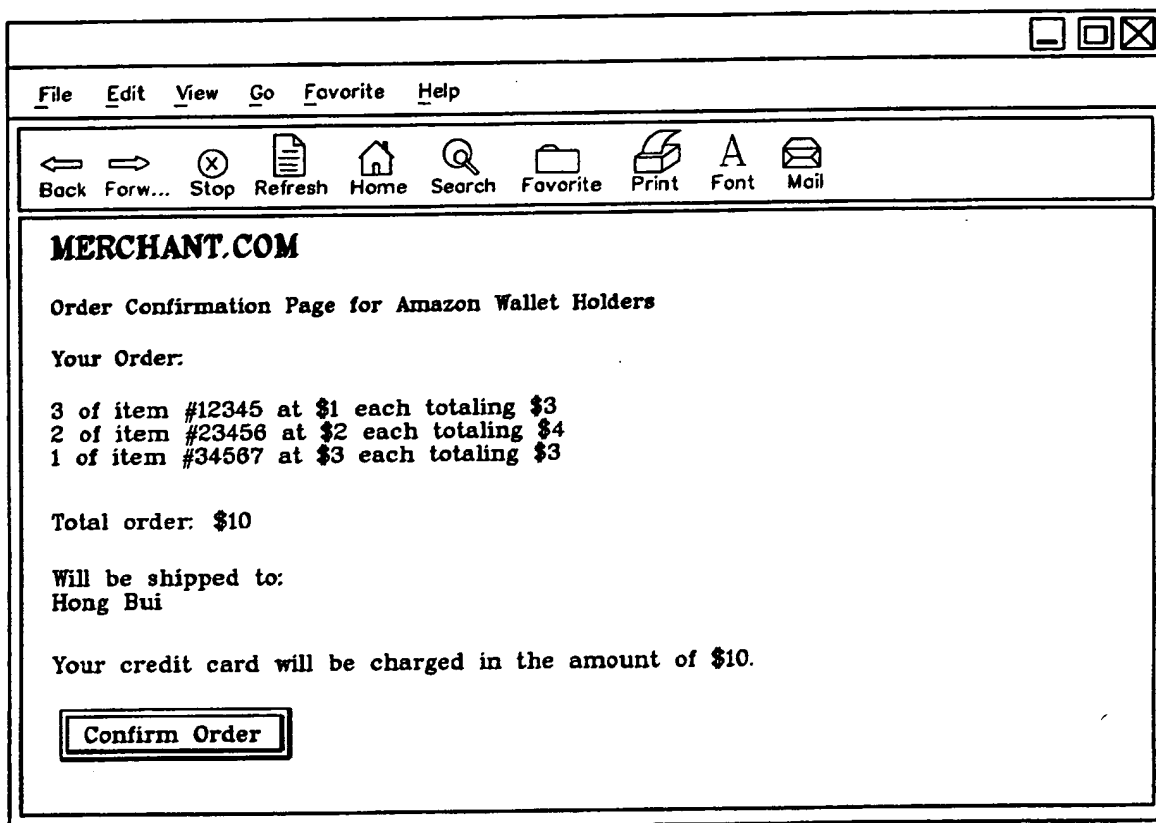 File Edit View Go Favorite Help
Back Forw... Stop Refresh Home Search Favorite Print Font Mail
MERCHANT.COM
Order Confirmation Page for Amazon Wallet Holders
Your Order:
3 of item #12345 at $1 each totaling $3
2 of item #23456 at $2 each totaling $4
1 of item #34567 at $3 each totaling $3
Total order: $10
Will be shipped to:
Hong Bui
Your credit card will be charged in the amount of $10.
Confirm Order